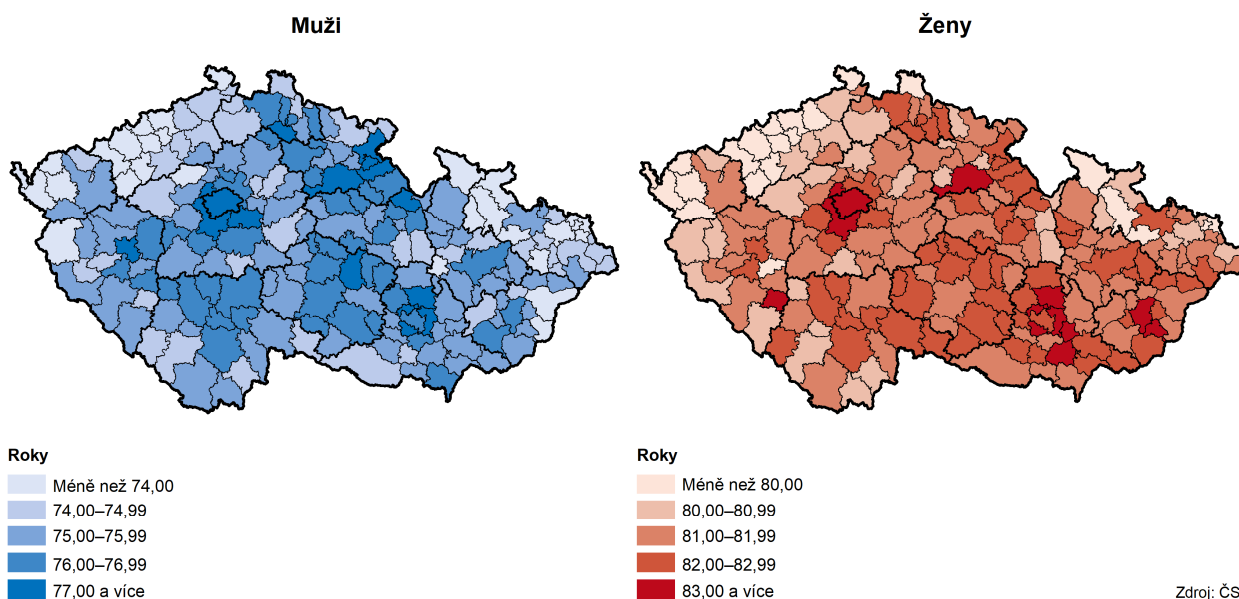 Muži
Ženy
Roky
Méně než 74,00
74,00–74,99
75,00–75,99
76,00–76,99
77,00 a více
Roky
Méně než 80,00
80,00–80,99
81,00–81,99
82,00–82,99
83,00 a více
Zdroj: ČS